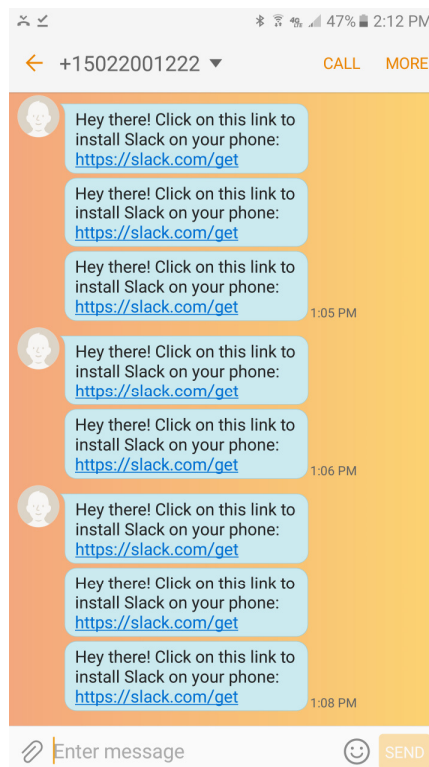 47% 2:12 PM
+15022001222 CALL MORE
Hey there! Click on this link to
install Slack on your phone:
https://slack.com/get
Hey there! Click on this link to
install Slack on your phone:
https://slack.com/get
Hey there! Click on this link to
install Slack on your phone:
https://slack.com/get
1:05 PM
Hey there! Click on this link to
install Slack on your phone:
https://slack.com/get
Hey there! Click on this link to
install Slack on your phone:
https://slack.com/get
1:06 PM
Hey there! Click on this link to
install Slack on your phone:
https://slack.com/get
Hey there! Click on this link to
install Slack on your phone:
https://slack.com/get
Hey there! Click on this link to
install Slack on your phone:
https://slack.com/get
1:08 PM
Enter message SEND